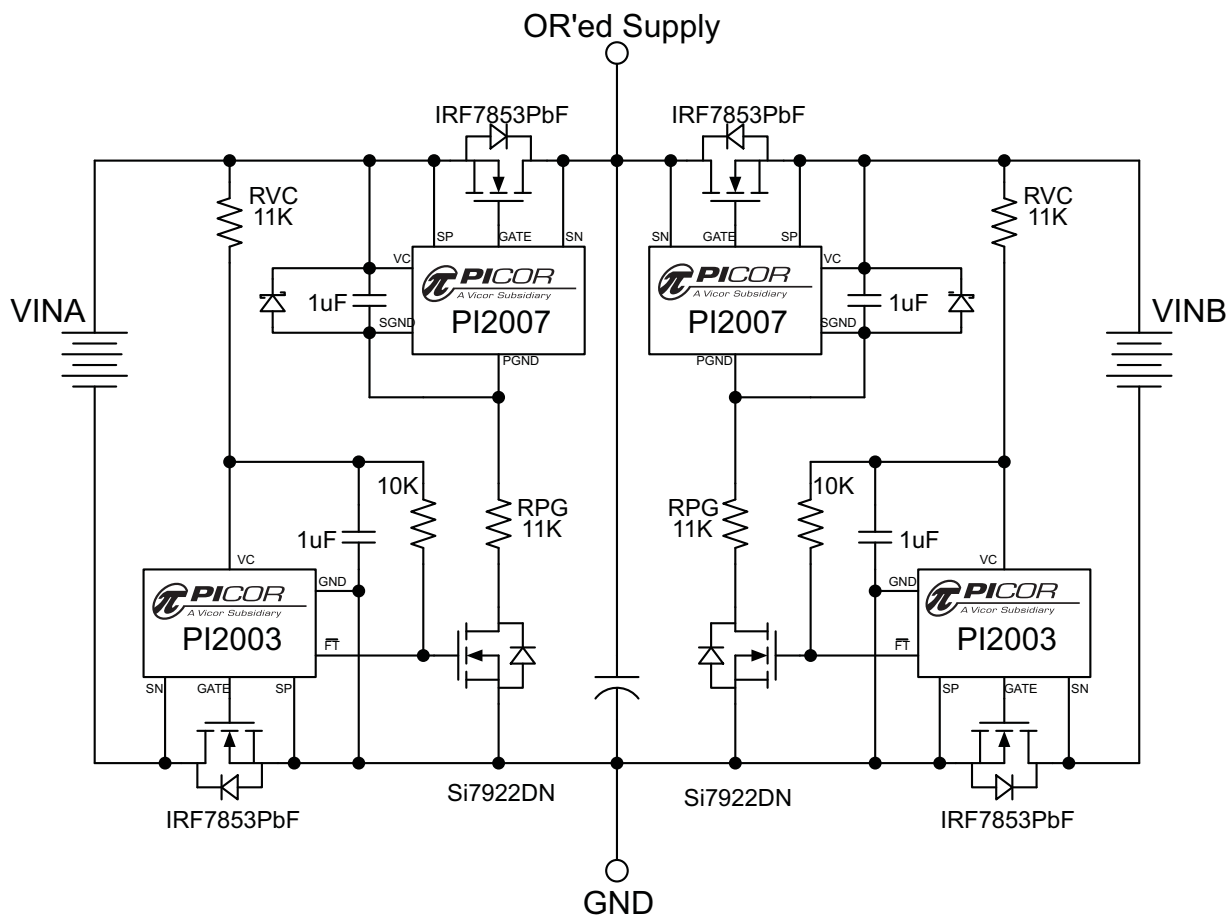 OR'ed Supply
IRF7853PbF
IRF7853PbF
RVC
11K
RVC
11K
SP
GATE
SN
SN
GATE
SP
VC
π PICOR
A Vicor Subsidiary
PI2007
SGND
PGND
1uF
VC
π PICOR
A Vicor Subsidiary
PI2007
SGND
PGND
1uF
VINA
VINB
10K
RPG
11K
1uF
RPG
11K
10K
1uF
VC
GND
π PICOR
A Vicor Subsidiary
PI2003
FT
SN
GATE
SP
VC
GND
π PICOR
A Vicor Subsidiary
PI2003
FT
SP
GATE
SN
IRF7853PbF
Si7922DN
Si7922DN
IRF7853PbF
GND